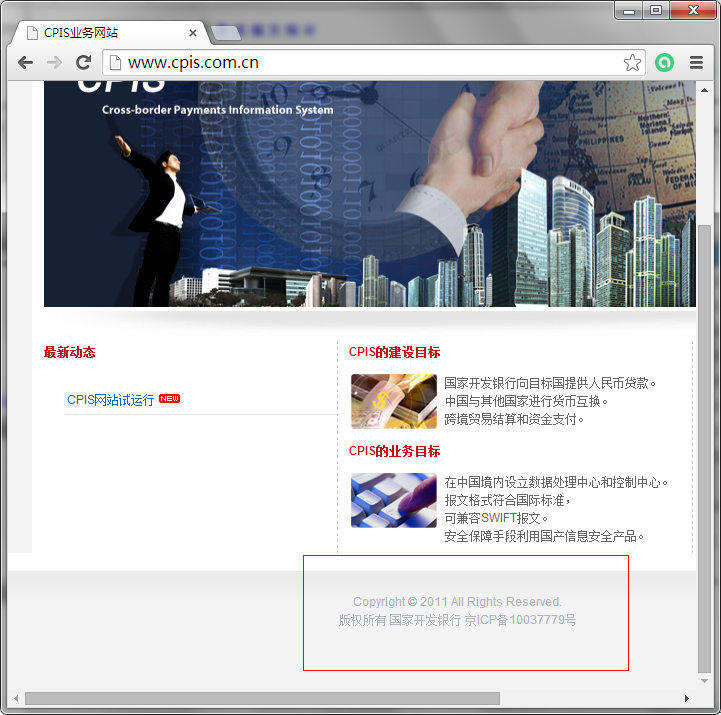 CPIS业务网站
www.cpis.com.cn
CPIS
Cross-border Payments Information System
PHILIPPINES
最新动态
CPIS网站试运行 NEW
CPIS的建设目标
国家开发银行向目标国提供人民币贷款。
中国与其他国家进行货币互换。
跨境贸易结算和资金支付。
CPIS的业务目标
在中国境内设立数据处理中心和控制中心。
报文格式符合国际标准，
可兼容SWIFT报文。
安全保障手段利用国产信息安全产品。
Copyright © 2011 All Rights Reserved.
版权所有 国家开发银行 京ICP备10037779号